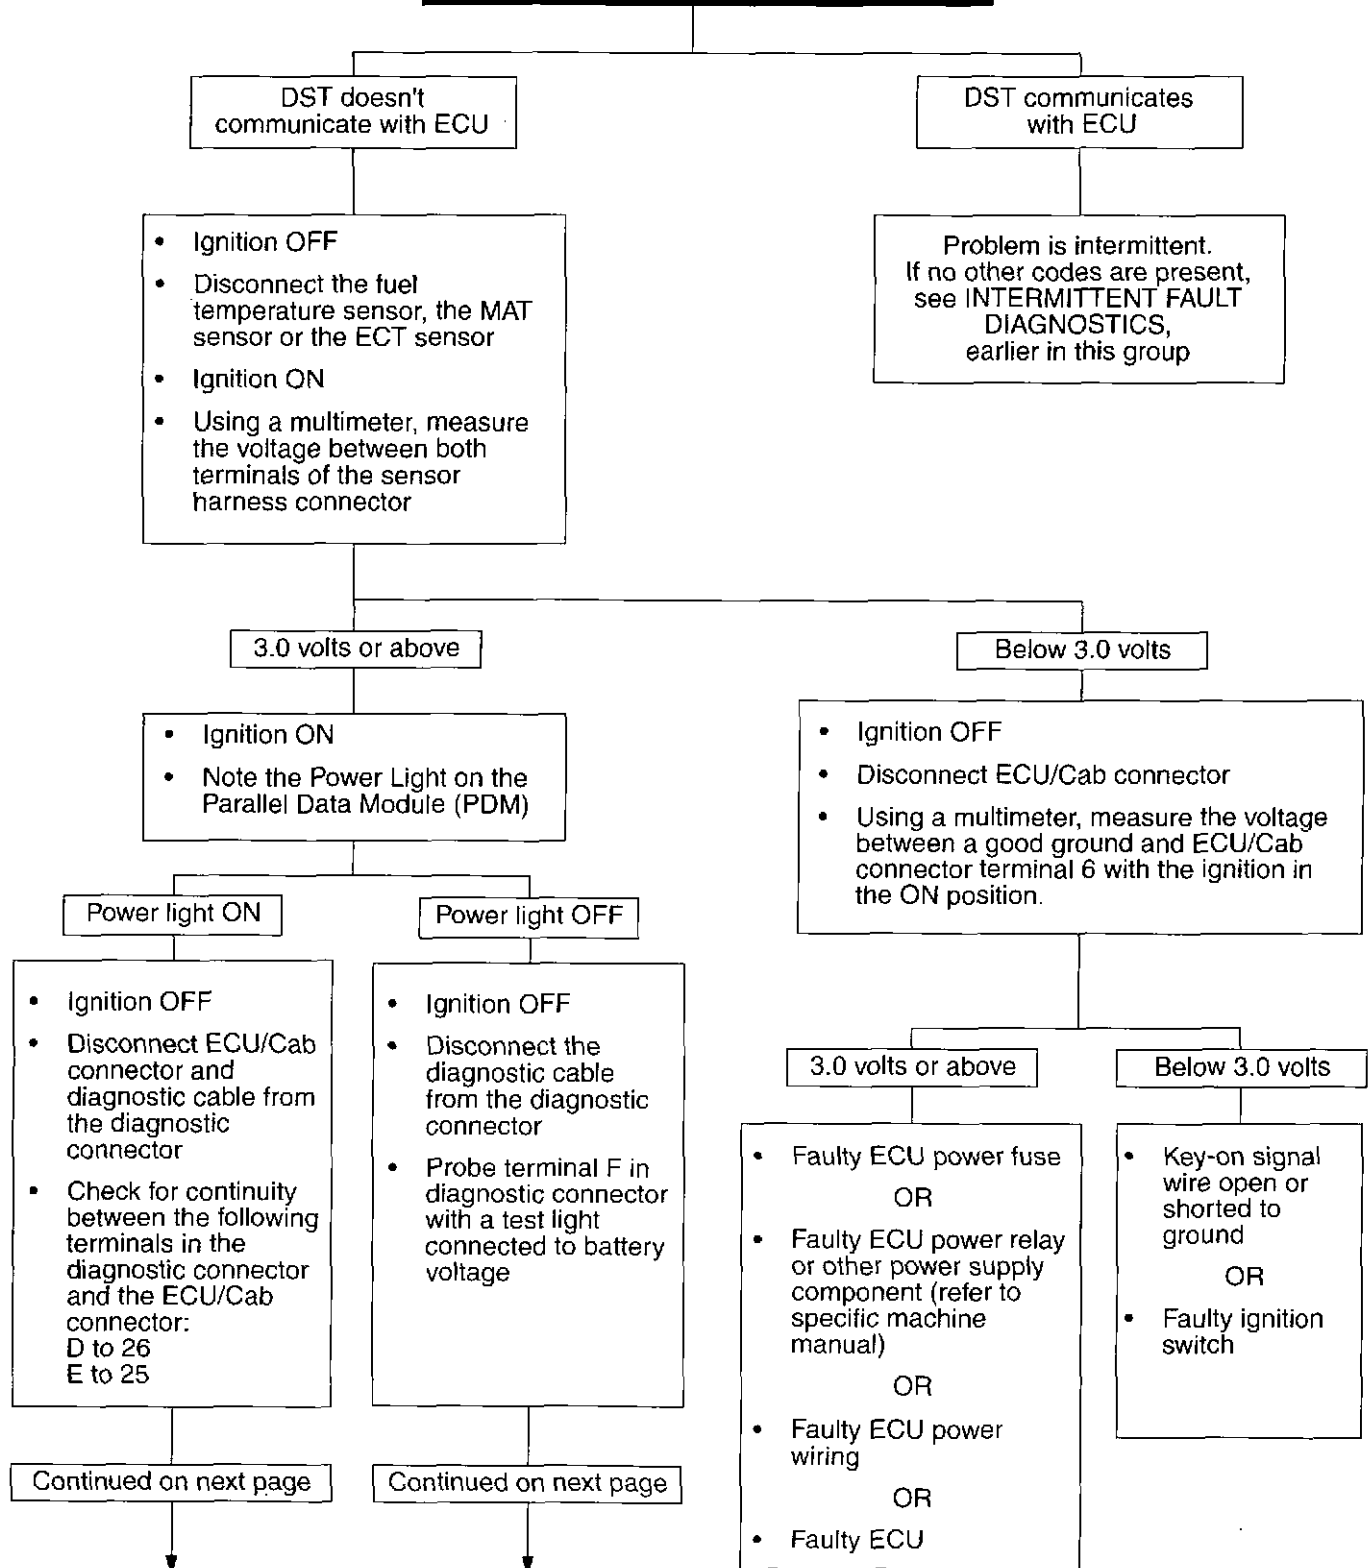 DST doesn't
communicate with ECU
DST communicates
with ECU
• Ignition OFF
• Disconnect the fuel
temperature sensor, the MAT
sensor or the ECT sensor
• Ignition ON
• Using a multimeter, measure
the voltage between both
terminals of the sensor
harness connector
Problem is intermittent.
If no other codes are present,
see INTERMITTENT FAULT
DIAGNOSTICS,
earlier in this group
3.0 volts or above
Below 3.0 volts
• Ignition ON
• Note the Power Light on the
Parallel Data Module (PDM)
• Ignition OFF
• Disconnect ECU/Cab connector
• Using a multimeter, measure the voltage
between a good ground and ECU/Cab
connector terminal 6 with the ignition in
the ON position.
Power light ON
Power light OFF
• Ignition OFF
• Disconnect ECU/Cab
connector and
diagnostic cable from
the diagnostic
connector
• Check for continuity
between the following
terminals in the
diagnostic connector
and the ECU/Cab
connector:
D to 26
E to 25
• Ignition OFF
• Disconnect the
diagnostic cable
from the diagnostic
connector
• Probe terminal F in
diagnostic connector
with a test light
connected to battery
voltage
3.0 volts or above
Below 3.0 volts
• Faulty ECU power fuse
OR
• Faulty ECU power relay
or other power supply
component (refer to
specific machine
manual)
OR
• Faulty ECU power
wiring
OR
• Faulty ECU
• Key-on signal
wire open or
shorted to
ground
OR
• Faulty ignition
switch
Continued on next page
Continued on next page